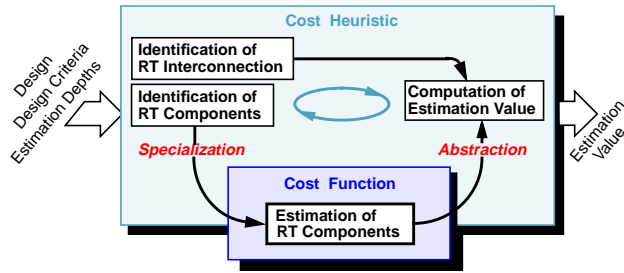 Cost Heuristic
Design
Design Criteria
Estimation Depths
Identification of
RT Interconnection
Identification of
RT Components
Computation of
Estimation Value
Estimation
Value
Specialization
Abstraction
Cost Function
Estimation of
RT Components